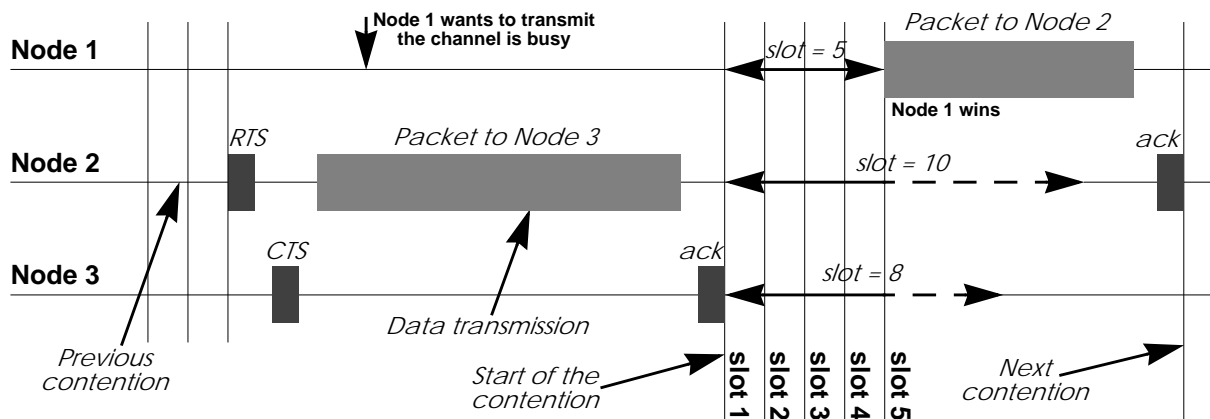 Node 1 wants to transmit
the channel is busy
Packet to Node 2
Node 1
slot = 5
Node 1 wins
RTS
Packet to Node 3
ack
Node 2
slot = 10
CTS
ack
Node 3
slot = 8
Data transmission
Previous
contention
Start of the
contention
slot 1
slot 2
slot 3
slot 4
slot 5
Next
contention